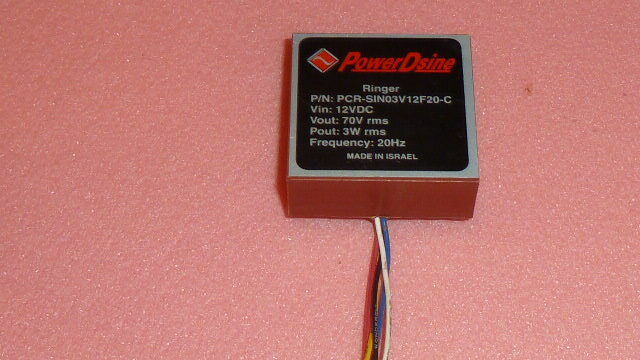 PowerDsine
Ringer
P/N: PCR-SIN03V12F20-C
Vin: 12VDC
Vout: 70V rms
Pout: 3W rms
Frequency: 20Hz
MADE IN ISRAEL